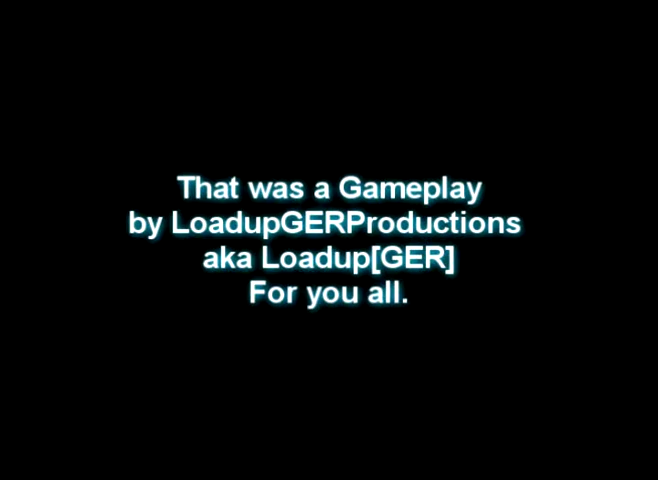 That was a Gameplay
by LoadupGERProductions
aka Loadup[GER]
For you all.